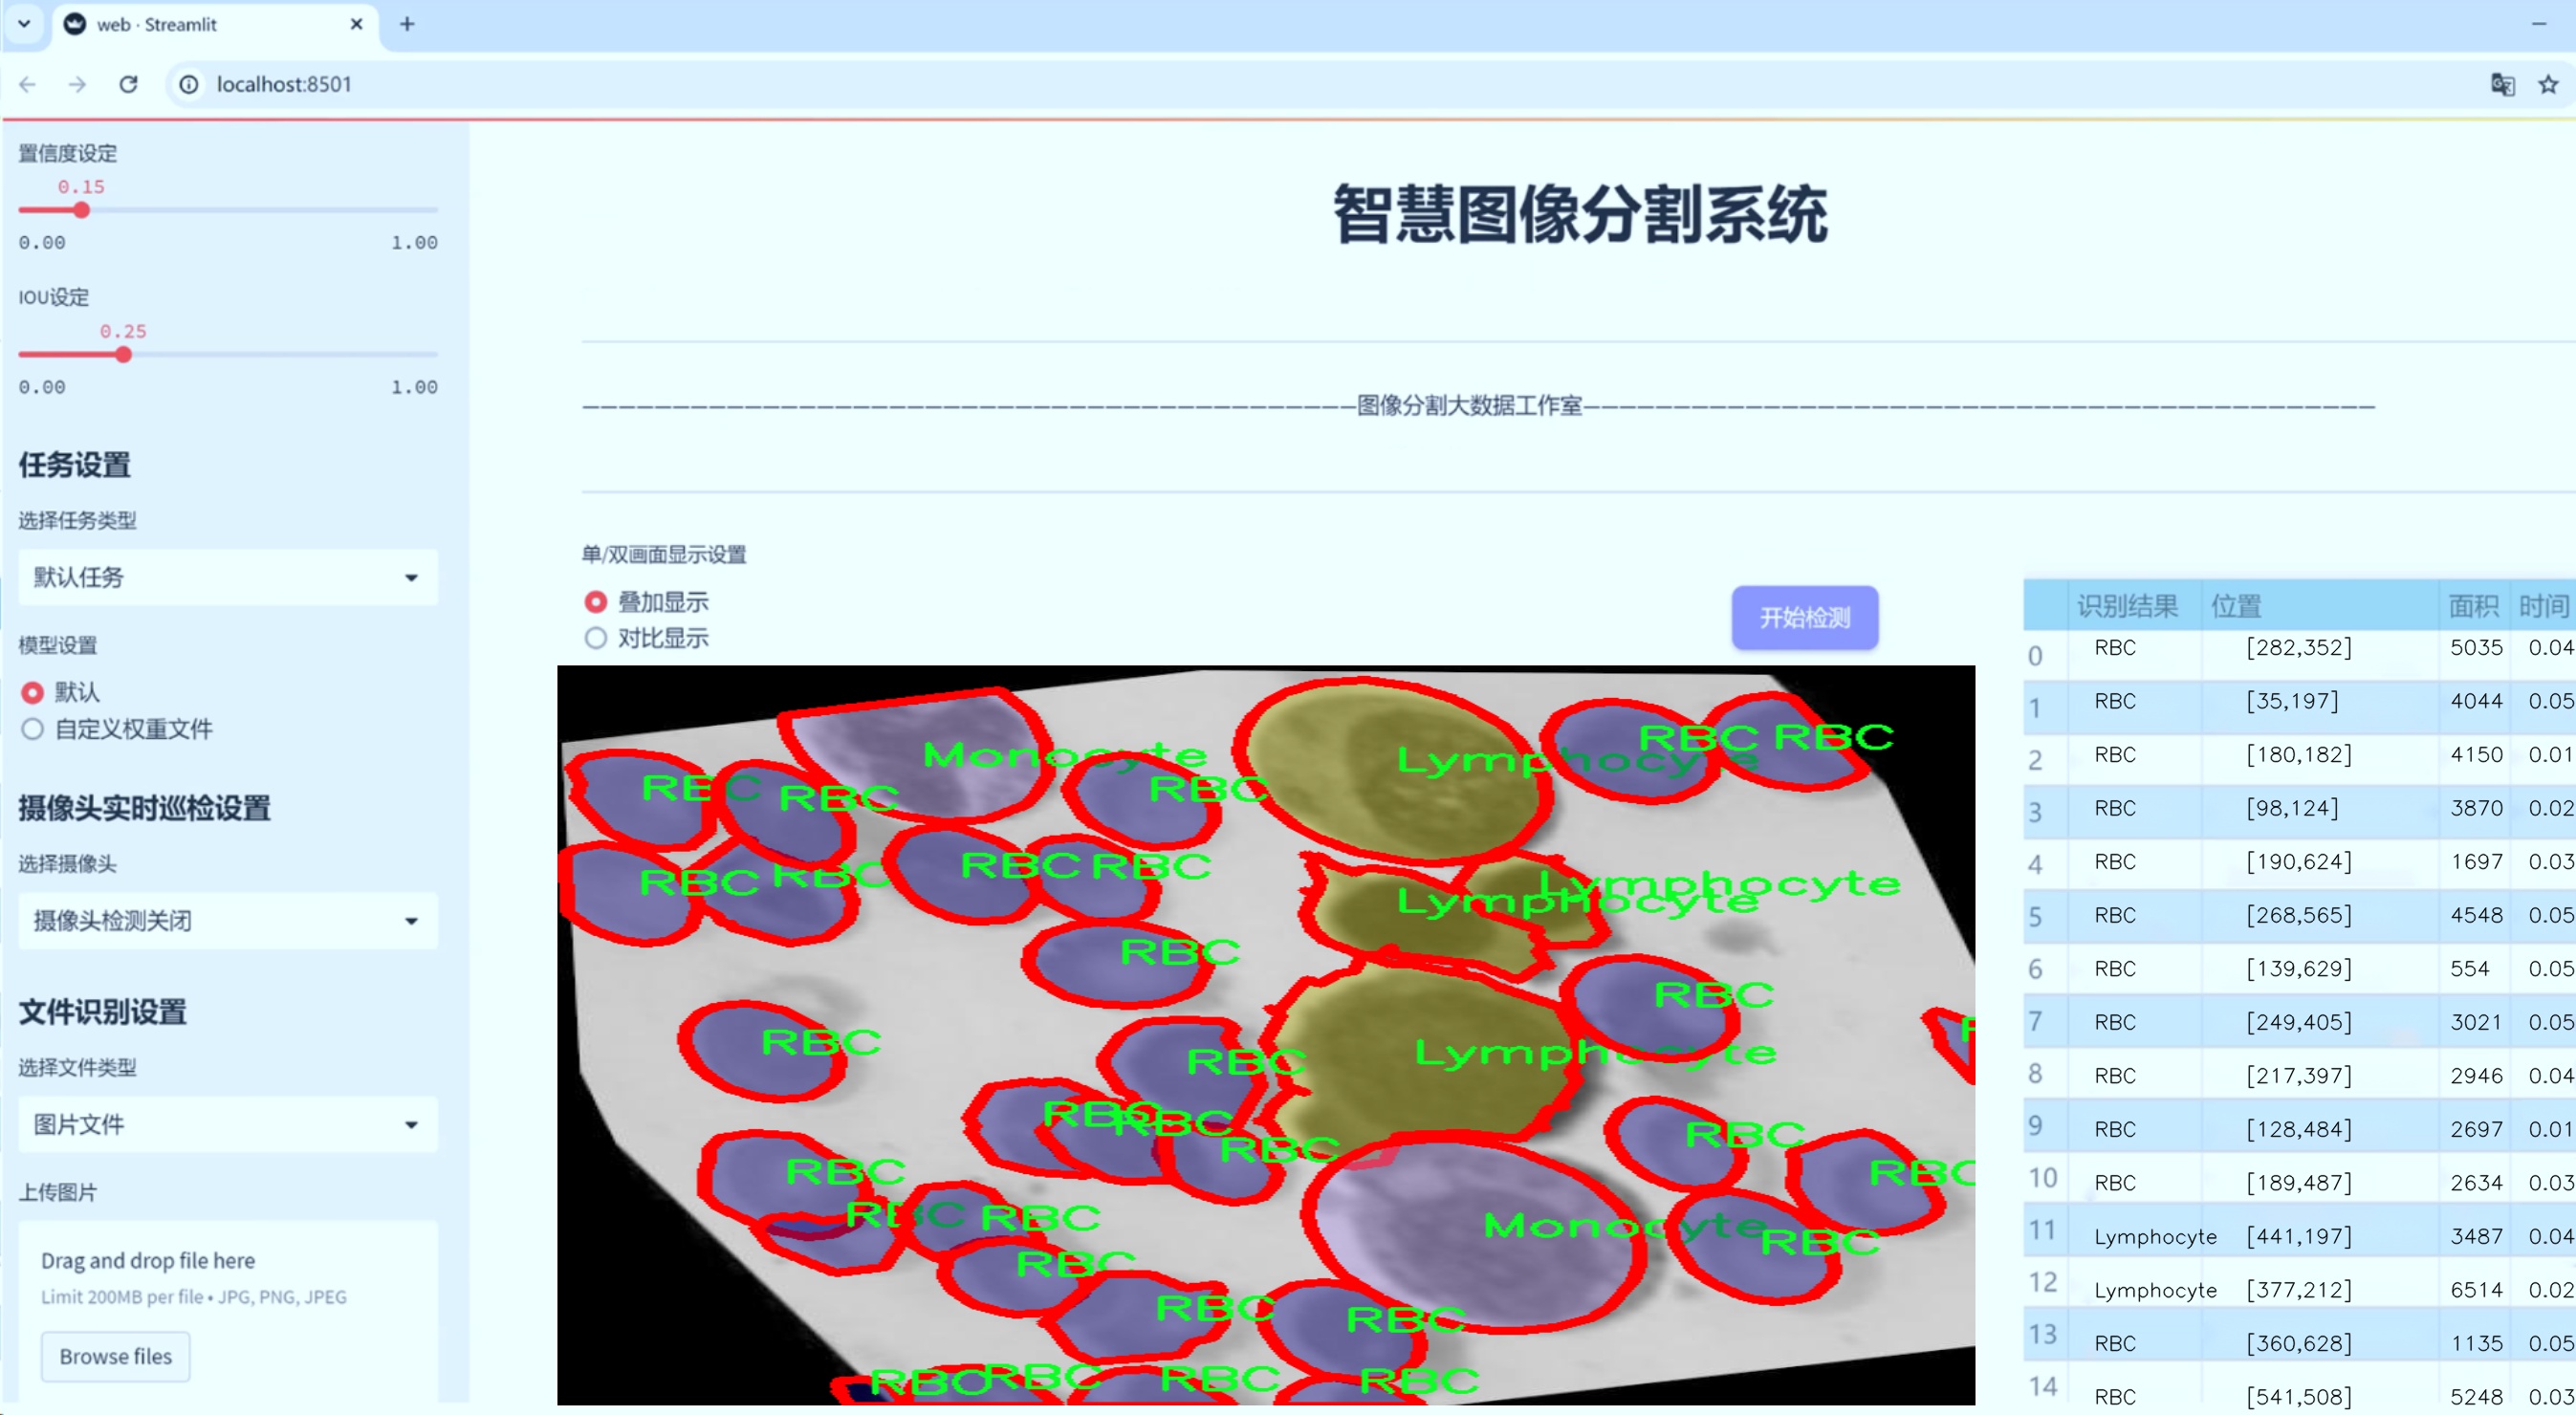 web · Streamlit
localhost:8501
置信度设定
0.15
0.00 1.00
IOU设定
0.25
0.00 1.00
任务设置
选择任务类型
默认任务
模型设置
默认
自定义权重文件
摄像头实时巡检设置
选择摄像头
摄像头检测关闭
文件识别设置
选择文件类型
图片文件
上传图片
Drag and drop file here
Limit 200MB per file • JPG, PNG, JPEG
Browse files
智慧图像分割系统
图像分割大数据工作室
单/双画面显示设置
叠加显示
对比显示
开始检测
RBC RBC
Monocyte
Lymphocyte
RBC RBC RBC
RBC RBC
RBC RBC
Lymphocyte
Lymphocyte
RBC
RBC
RBC
RBC
Lymphocyte
RBC
RBC
RBC
RBC
RBC
RBC
RBC
RBC RBC
Monocyte
RBC
RBC
RBC
RBC
RBC RBC RBC RBC
识别结果 位置 面积 时间
0 RBC [282,352] 5035 0.04
1 RBC [35,197] 4044 0.05
2 RBC [180,182] 4150 0.01
3 RBC [98,124] 3870 0.02
4 RBC [190,624] 1697 0.03
5 RBC [268,565] 4548 0.05
6 RBC [139,629] 554 0.05
7 RBC [249,405] 3021 0.05
8 RBC [217,397] 2946 0.04
9 RBC [128,484] 2697 0.01
10 RBC [189,487] 2634 0.03
11 Lymphocyte [441,197] 3487 0.04
12 Lymphocyte [377,212] 6514 0.02
13 RBC [360,628] 1135 0.05
14 RBC [541,508] 5248 0.03